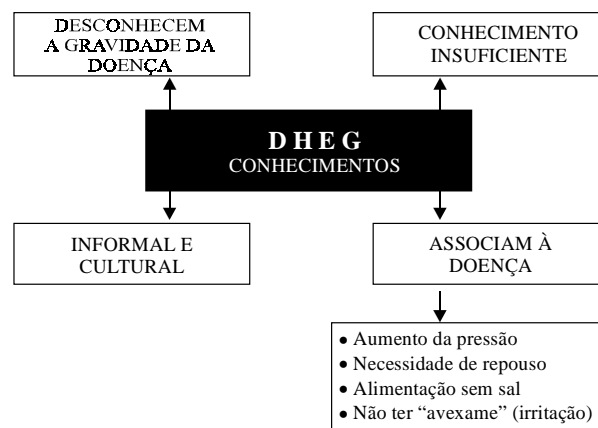 DESCONHECEM
A GRAVIDADE DA
DOENÇA
CONHECIMENTO
INSUFICIENTE
D H E G
CONHECIMENTOS
INFORMAL E
CULTURAL
ASSOCIAM À
DOENÇA
• Aumento da pressão
• Necessidade de repouso
• Alimentação sem sal
• Não ter “avexame” (irritação)